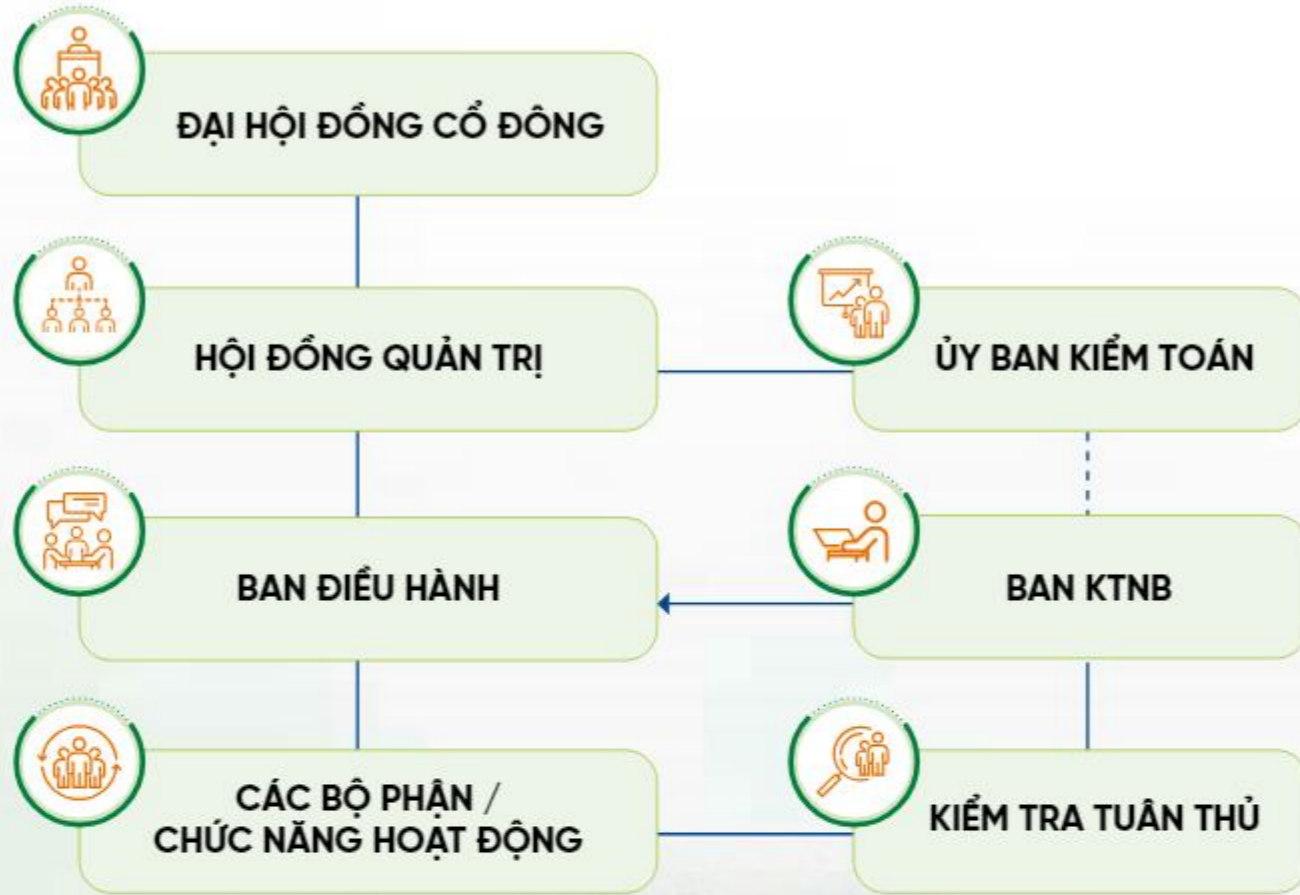 ĐẠI HỘI ĐỒNG CỔ ĐÔNG
HỘI ĐỒNG QUẢN TRỊ
ỦY BAN KIỂM TOÁN
BAN ĐIỀU HÀNH
BAN KTNB
CÁC BỘ PHẬN /
CHỨC NĂNG HOẠT ĐỘNG
KIỂM TRA TUÂN THỦ